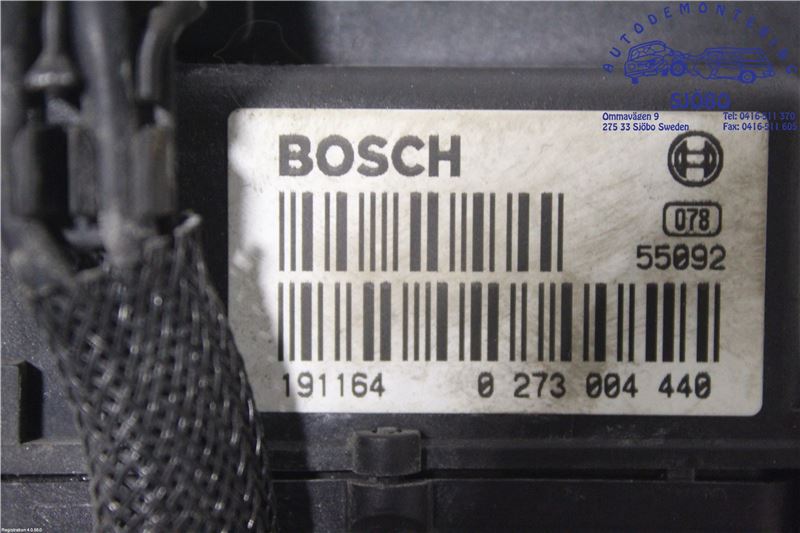 AUTODEMONTERING
SJÖBO
Ommavägen 9
275 33 Sjöbo Sweden
Tel: 0416-511 370
Fax: 0416-511 605
BOSCH
078
55092
191164 0 273 004 440